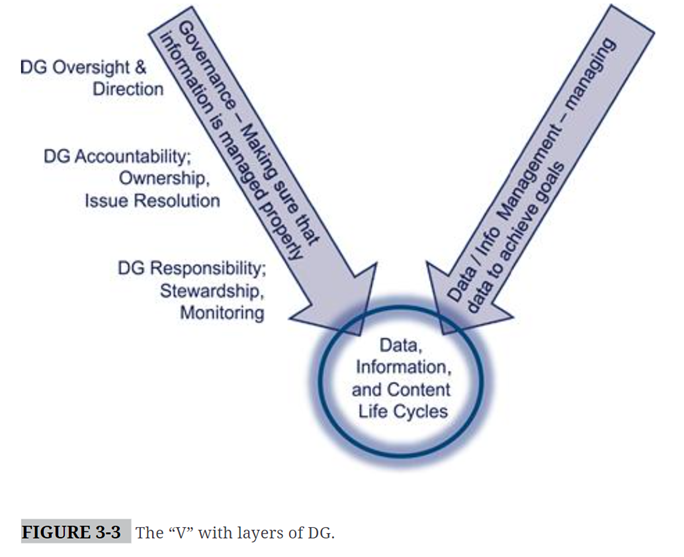 DG Oversight &
Direction
DG Accountability;
Ownership,
Issue Resolution
DG Responsibility;
Stewardship,
Monitoring
Governance – Making sure that
information is managed properly
Data / Info Management – managing
data to achieve goals
Data,
Information,
and Content
Life Cycles
FIGURE 3-3 The “V” with layers of DG.